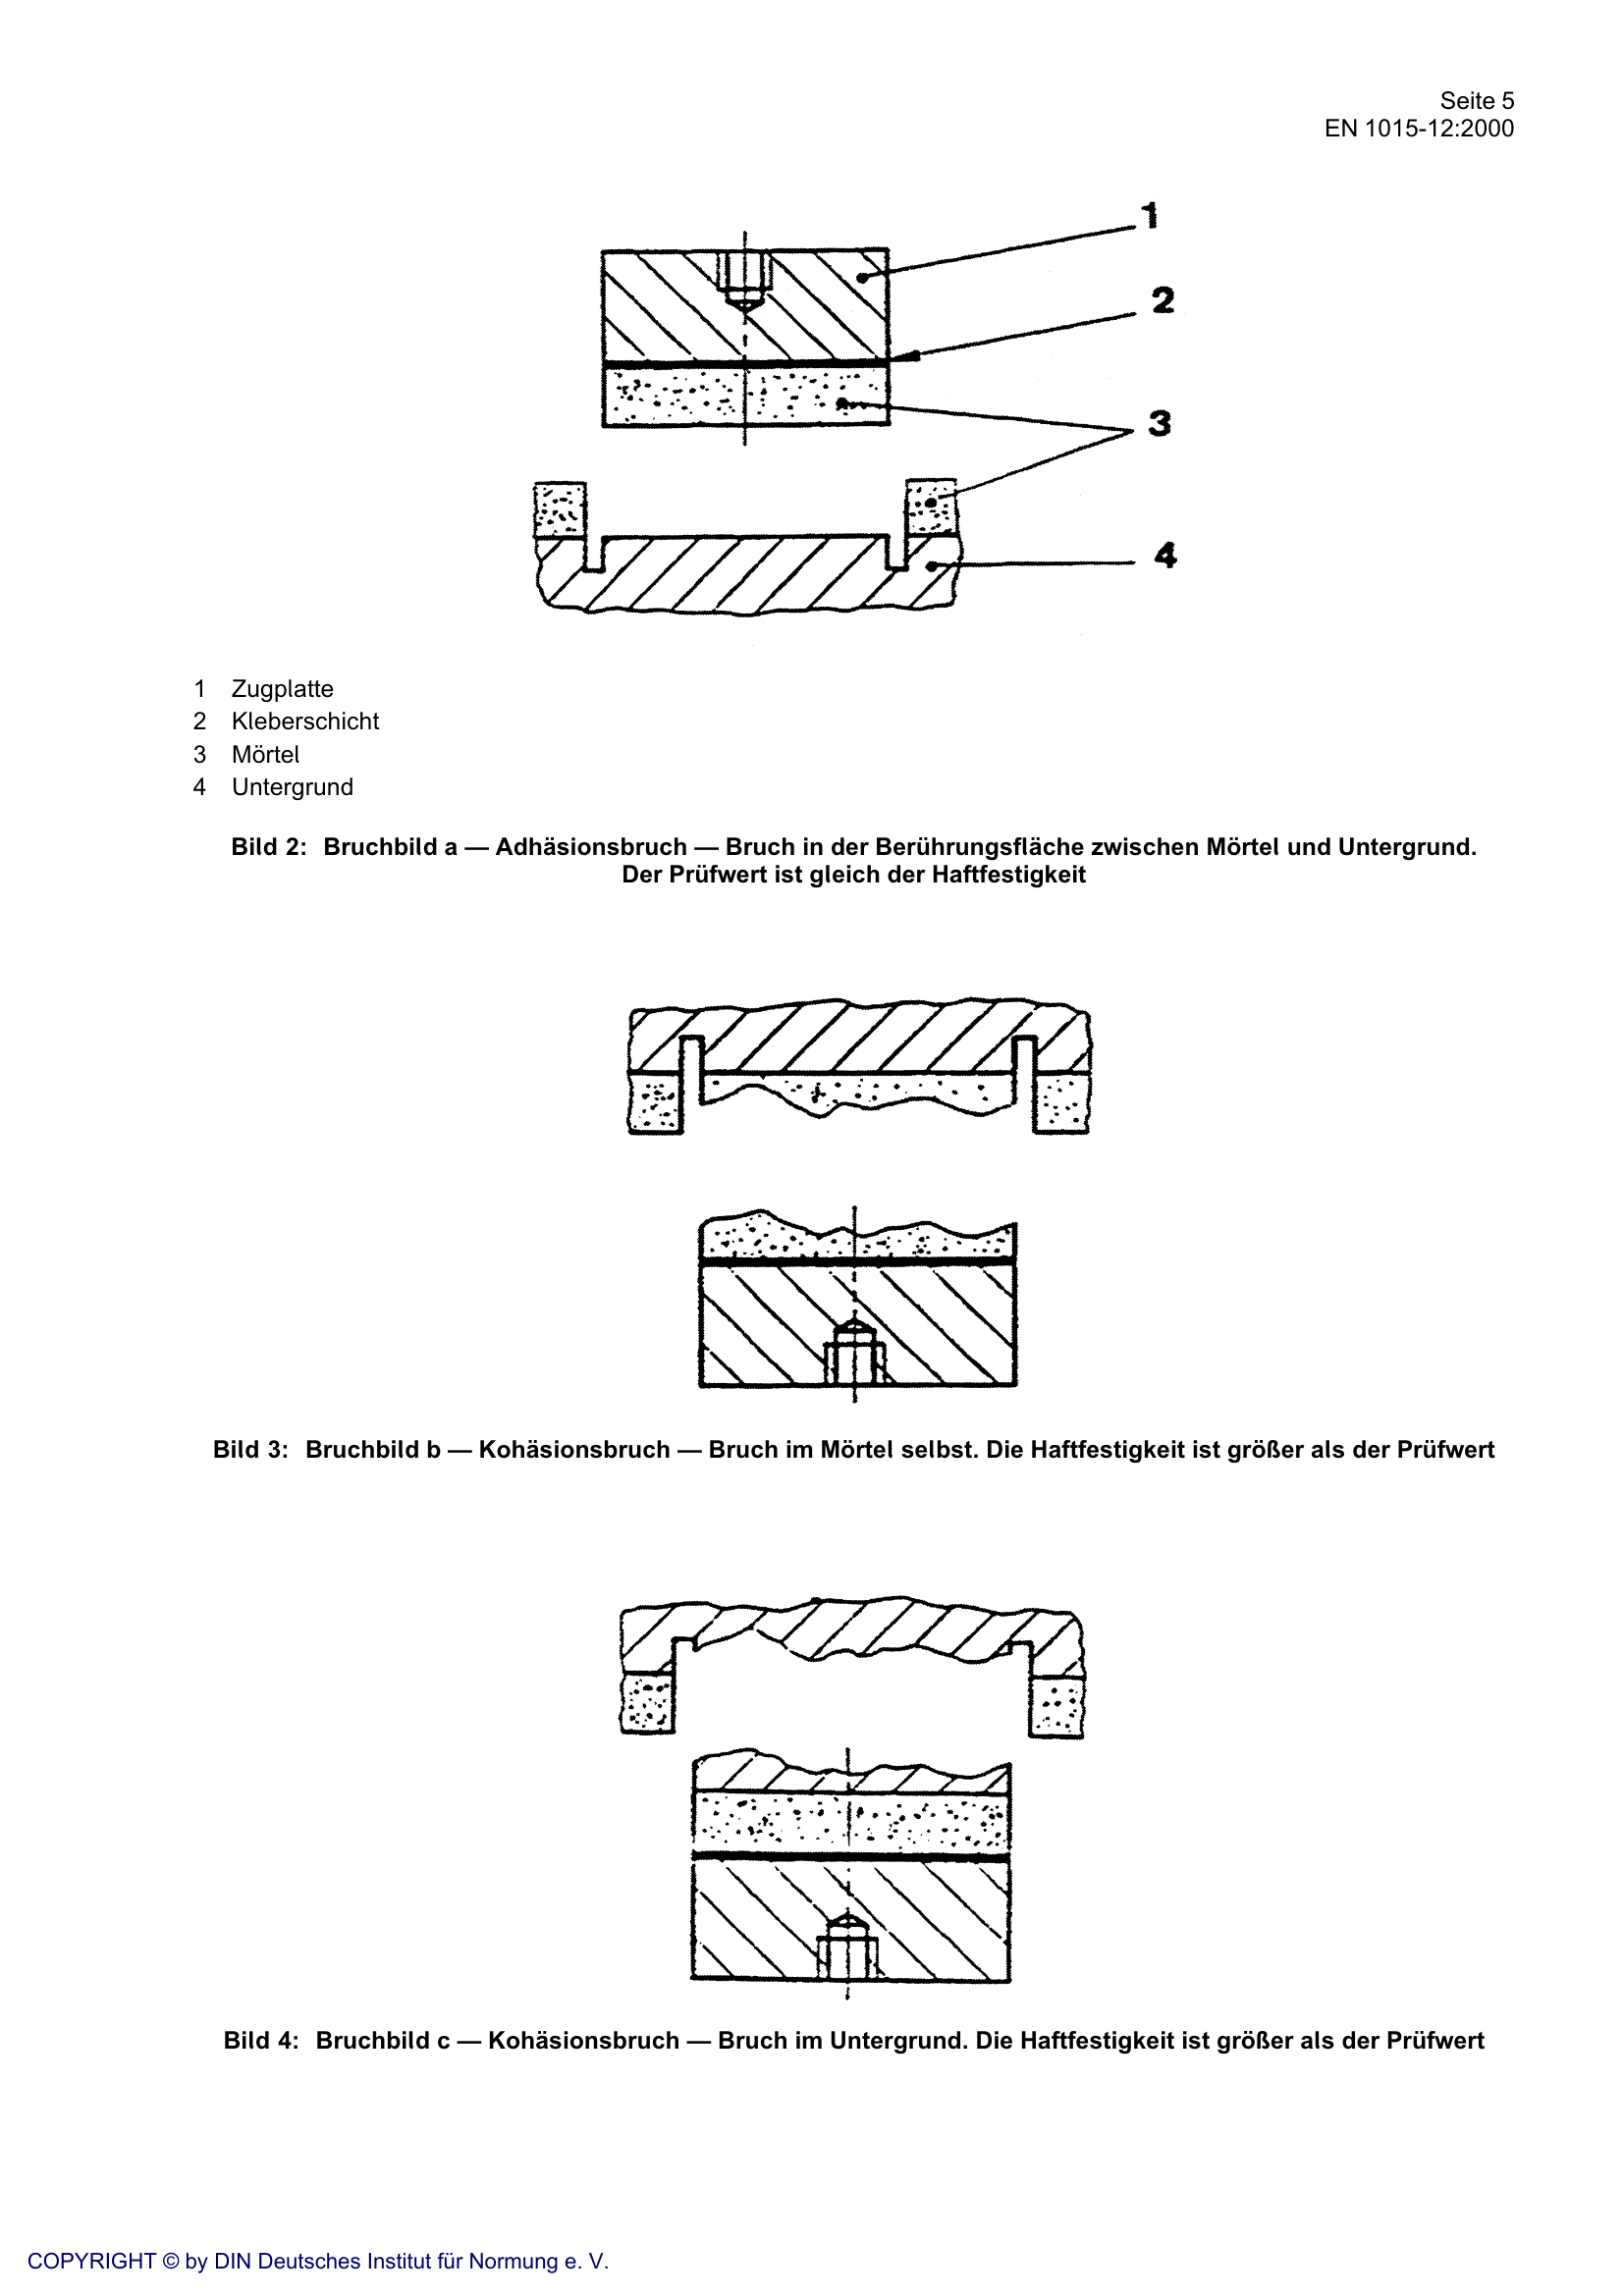 Seite 5
EN 1015-12:2000
1
2
3
4
1 Zugplatte
2 Kleberschicht
3 Mörtel
4 Untergrund
Bild 2: Bruchbild a — Adhäsionsbruch — Bruch in der Berührungsfläche zwischen Mörtel und Untergrund.
Der Prüfwert ist gleich der Haftfestigkeit
Bild 3: Bruchbild b — Kohäsionsbruch — Bruch im Mörtel selbst. Die Haftfestigkeit ist größer als der Prüfwert
Bild 4: Bruchbild c — Kohäsionsbruch — Bruch im Untergrund. Die Haftfestigkeit ist größer als der Prüfwert
COPYRIGHT © by DIN Deutsches Institut für Normung e. V.